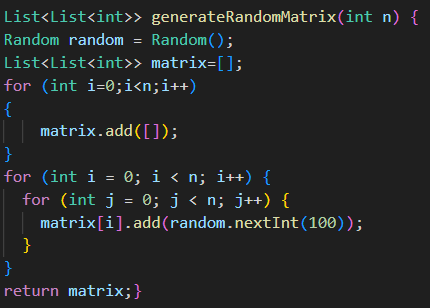 List<List<int>> generateRandomMatrix(int n) {
Random random = Random();
List<List<int>> matrix=[];
for (int i=0;i<n;i++)
{
    matrix.add([]);
}
for (int i = 0; i < n; i++) {
  for (int j = 0; j < n; j++) {
    matrix[i].add(random.nextInt(100));
  }
}
return matrix;}